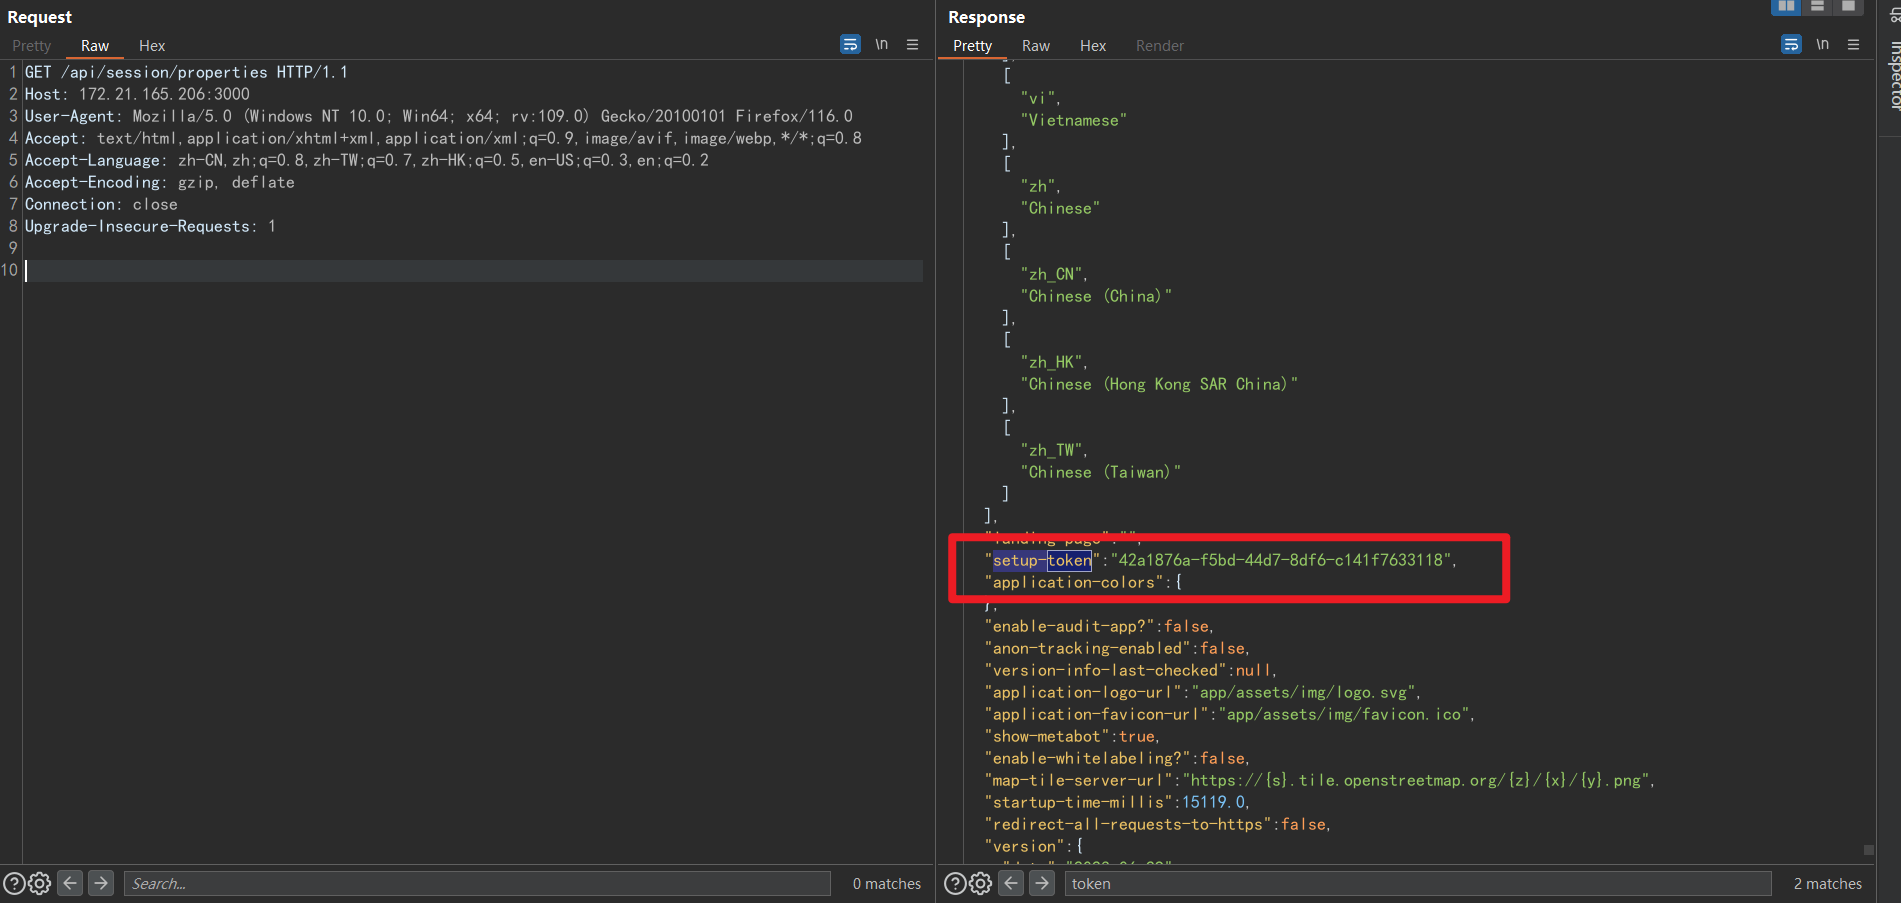 Request
Pretty Raw Hex
\n
1 GET /api/session/properties HTTP/1.1
2 Host: 172.21.165.206:3000
3 User-Agent: Mozilla/5.0 (Windows NT 10.0; Win64; x64; rv:109.0) Gecko/20100101 Firefox/116.0
4 Accept: text/html,application/xhtml+xml,application/xml;q=0.9,image/avif,image/webp,*/*;q=0.8
5 Accept-Language: zh-CN,zh;q=0.8,zh-TW;q=0.7,zh-HK;q=0.5,en-US;q=0.3,en;q=0.2
6 Accept-Encoding: gzip, deflate
7 Connection: close
8 Upgrade-Insecure-Requests: 1
9
10
Search...
0 matches
Response
Pretty Raw Hex Render
\n
[
"vi",
"Vietnamese"
],
[
"zh",
"Chinese"
],
[
"zh_CN",
"Chinese (China)"
],
[
"zh_HK",
"Chinese (Hong Kong SAR China)"
],
[
"zh_TW",
"Chinese (Taiwan)"
]
],
"landing-page":"",
"setup-token":"42a1876a-f5bd-44d7-8df6-c141f7633118",
"application-colors":{
},
"enable-audit-app?":false,
"anon-tracking-enabled":false,
"version-info-last-checked":null,
"application-logo-url":"app/assets/img/logo.svg",
"application-favicon-url":"app/assets/img/favicon.ico",
"show-metabot":true,
"enable-whitelabeling?":false,
"map-tile-server-url":"https://{s}.tile.openstreetmap.org/{z}/{x}/{y}.png",
"startup-time-millis":15119.0,
"redirect-all-requests-to-https":false,
"version":{
token
2 matches
Inspector